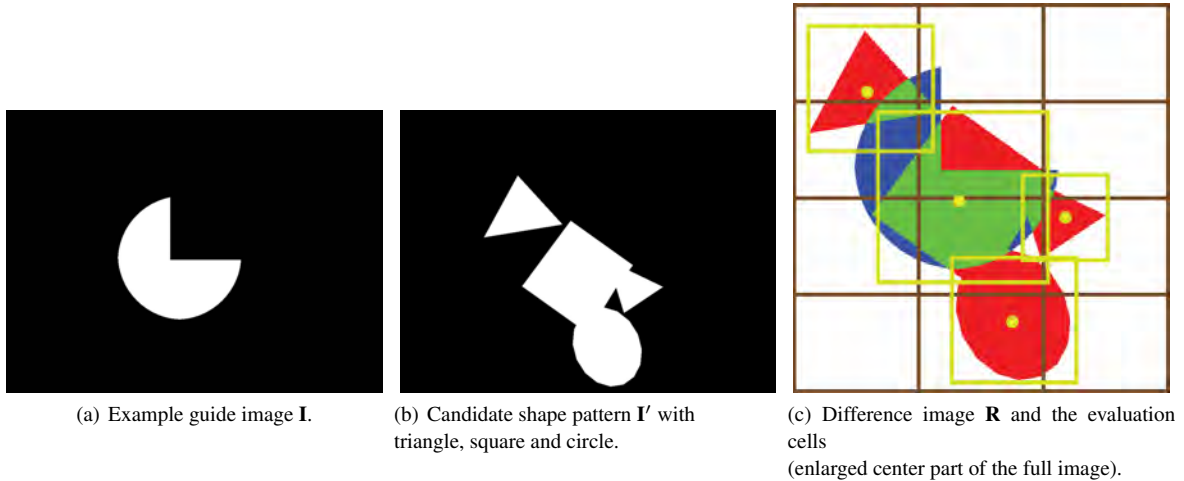 (a) Example guide image I.
(b) Candidate shape pattern I′ with
triangle, square and circle.
(c) Difference image R and the evaluation
cells
(enlarged center part of the full image).